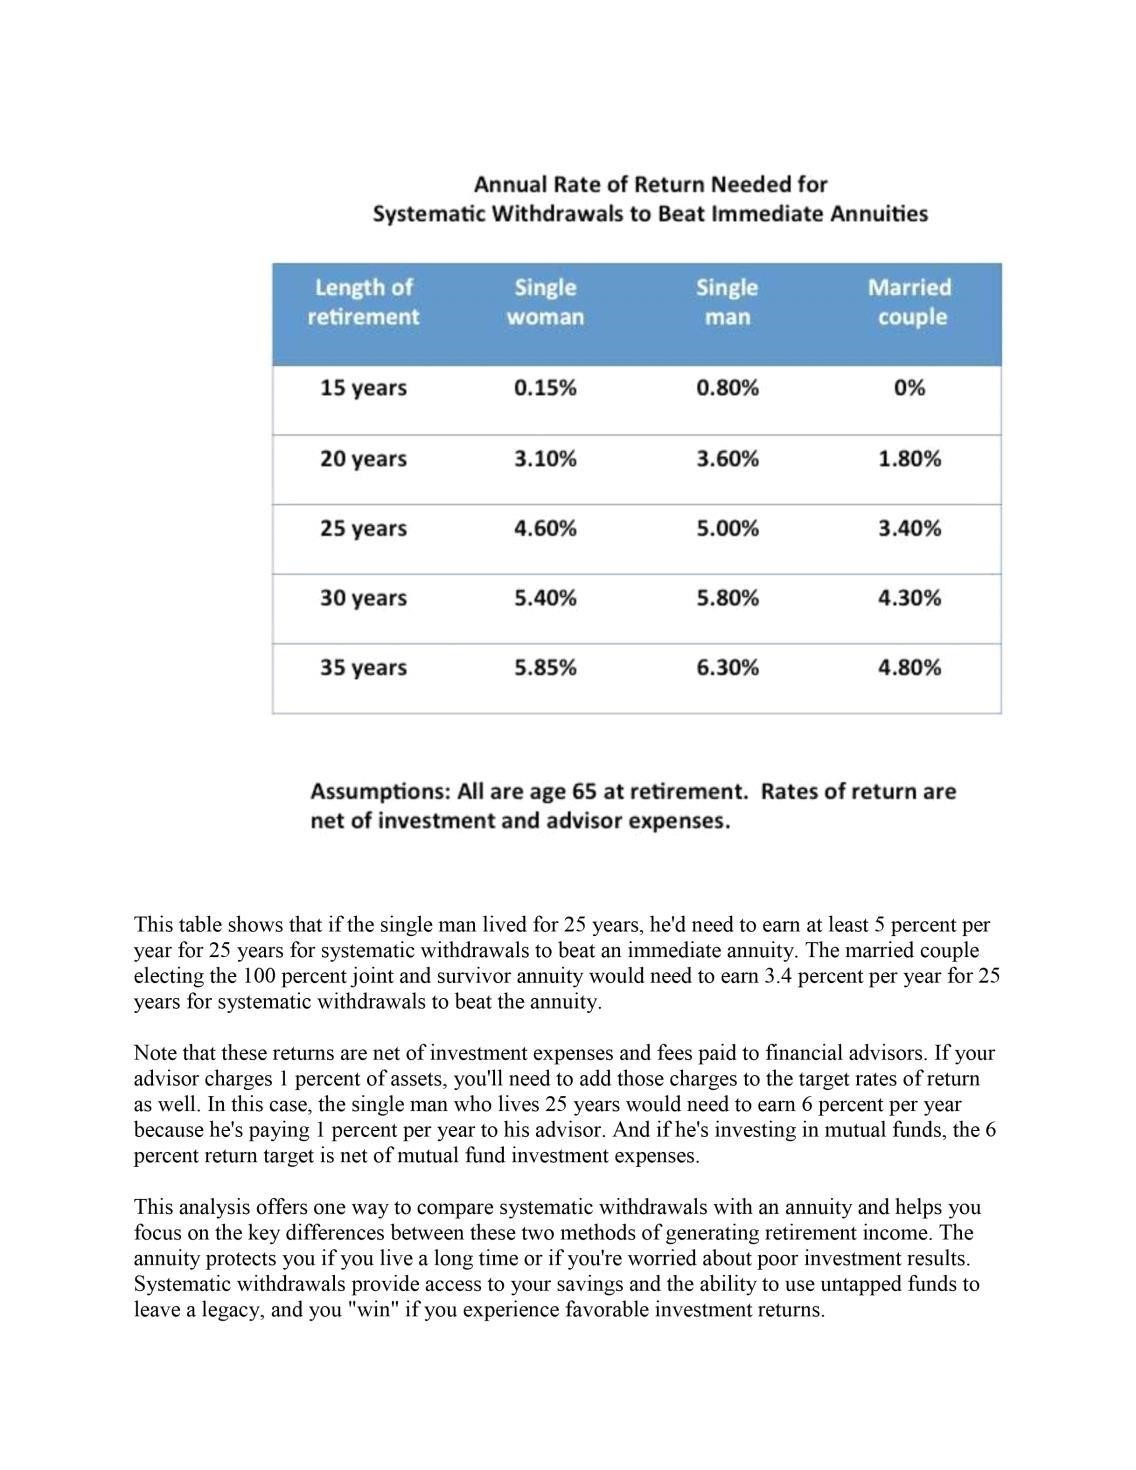 Annual Rate of Return Needed for
Systematic Withdrawals to Beat Immediate Annuities
Length of retirement Single woman Single man Married couple
15 years 0.15% 0.80% 0%
20 years 3.10% 3.60% 1.80%
25 years 4.60% 5.00% 3.40%
30 years 5.40% 5.80% 4.30%
35 years 5.85% 6.30% 4.80%
Assumptions: All are age 65 at retirement. Rates of return are
net of investment and advisor expenses.
This table shows that if the single man lived for 25 years, he'd need to earn at least 5 percent per
year for 25 years for systematic withdrawals to beat an immediate annuity. The married couple
electing the 100 percent joint and survivor annuity would need to earn 3.4 percent per year for 25
years for systematic withdrawals to beat the annuity.
Note that these returns are net of investment expenses and fees paid to financial advisors. If your
advisor charges 1 percent of assets, you'll need to add those charges to the target rates of return
as well. In this case, the single man who lives 25 years would need to earn 6 percent per year
because he's paying 1 percent per year to his advisor. And if he's investing in mutual funds, the 6
percent return target is net of mutual fund investment expenses.
This analysis offers one way to compare systematic withdrawals with an annuity and helps you
focus on the key differences between these two methods of generating retirement income. The
annuity protects you if you live a long time or if you're worried about poor investment results.
Systematic withdrawals provide access to your savings and the ability to use untapped funds to
leave a legacy, and you "win" if you experience favorable investment returns.